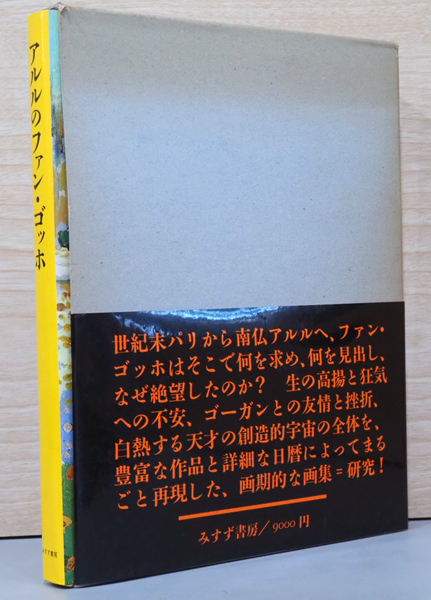 アルルのファン・ゴッホ
世紀末パリから南仏アルルへ、ファン・
ゴッホはそこで何を求め、何を見出し、
なぜ絶望したのか？　生の高揚と狂気
への不安、ゴーガンとの友情と挫折、
白熱する天才の創造的宇宙の全体を、
豊富な作品と詳細な日暦によってまる
ごと再現した、画期的な画集＝研究！
みすず書房／9000円
みすず書房